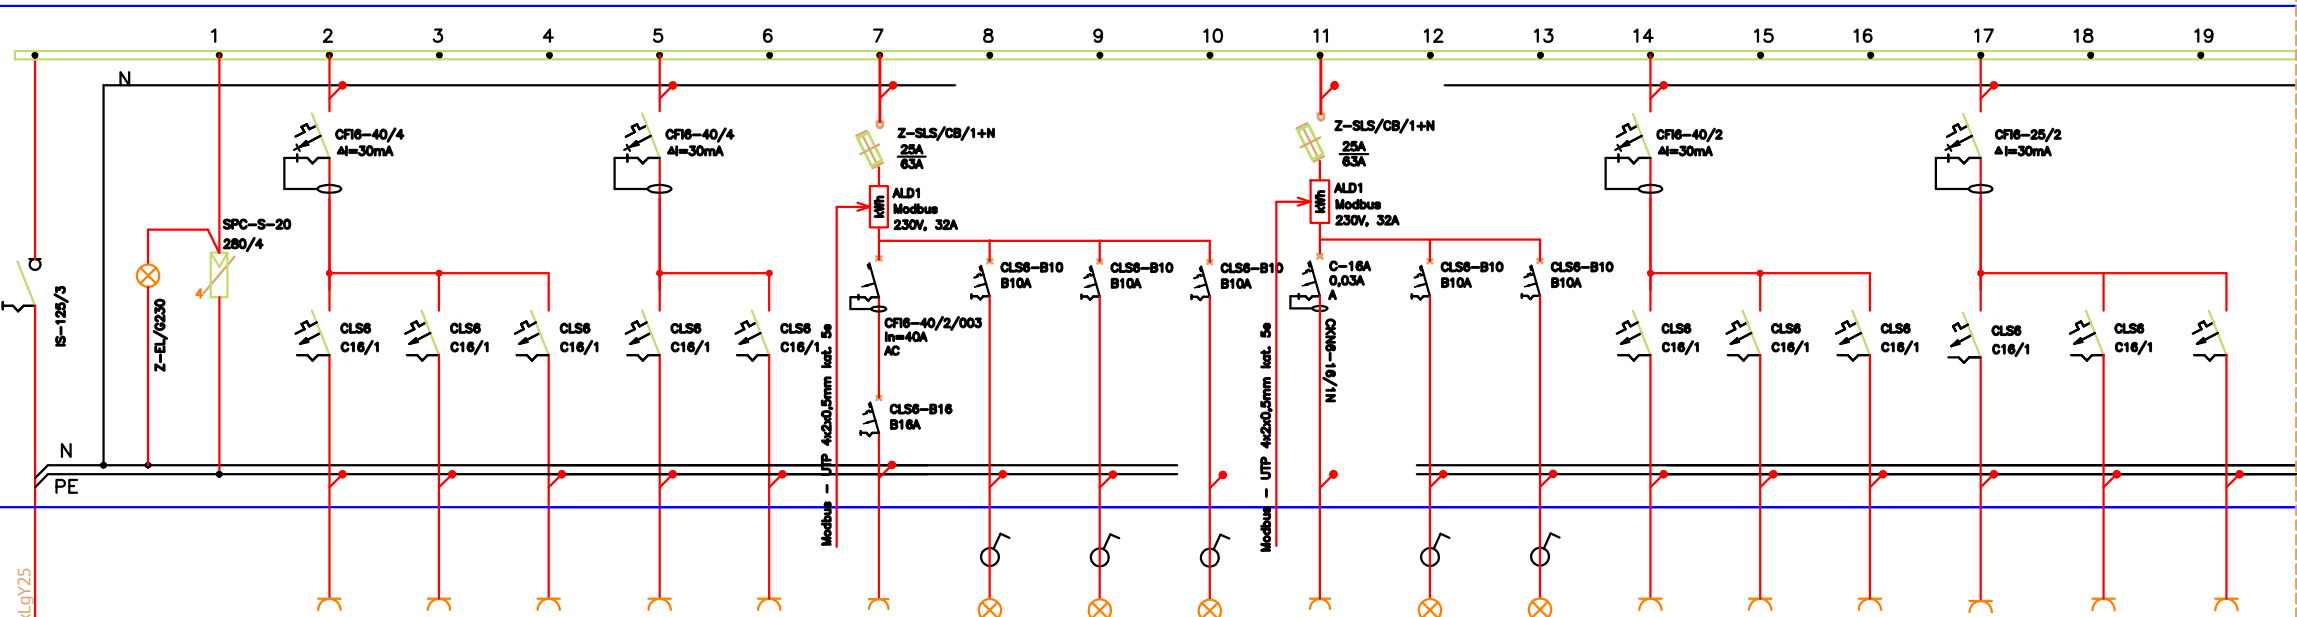 1 2 3 4 5 6 7 8 9 10 11 12 13 14 15 16 17 18 19
N
CFI6-40/4
ΔI=30mA
CFI6-40/4
ΔI=30mA
Z-SLS/CB/1+N
25A
63A
Z-SLS/CB/1+N
25A
63A
CFI6-40/2
ΔI=30mA
CFI6-25/2
ΔI=30mA
kWh
ALD1
Modbus
230V, 32A
kWh
ALD1
Modbus
230V, 32A
SPC-S-20
280/4
4
IS-125/3
Z-EL/G230
CLS6-B10
B10A
CLS6-B10
B10A
CLS6-B10
B10A
C-16A
0,03A
A
CLS6-B10
B10A
CLS6-B10
B10A
CFI6-40/2/003
In=40A
AC
CKN6-16/1N
CLS6
C16/1
CLS6
C16/1
CLS6
C16/1
CLS6
C16/1
CLS6
C16/1
CLS6
C16/1
CLS6
C16/1
CLS6
C16/1
CLS6
C16/1
CLS6
C16/1
CLS6-B16
B16A
Modbus - UTP 4x2x0,5mm kat. 5e
Modbus - UTP 4x2x0,5mm kat. 5e
N
PE
LgY25